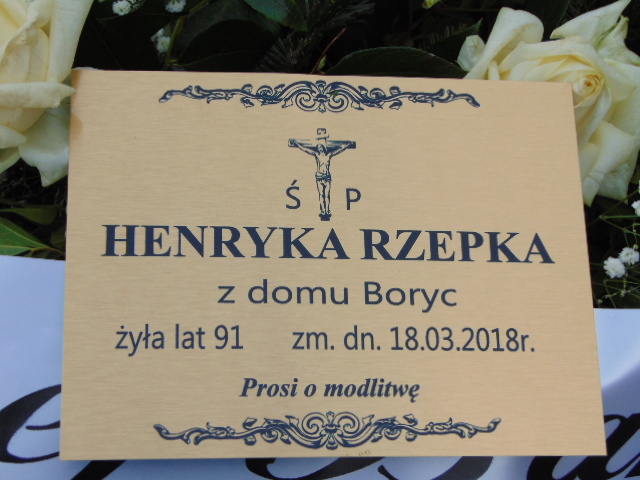 Ś P
HENRYKA RZEPKA
z domu Boryc
żyła lat 91 zm. dn. 18.03.2018r.
Prosi o modlitwę